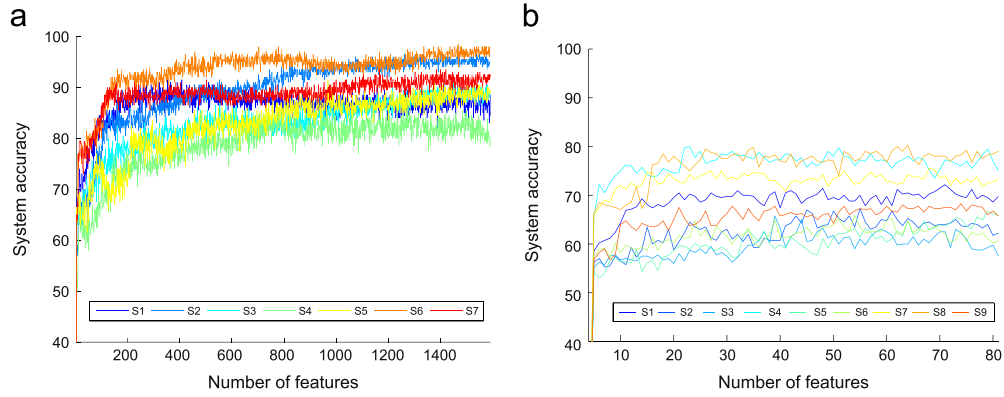 a
100
90
80
70
60
50
40
System accuracy
S1 S2 S3 S4 S5 S6 S7
200 400 600 800 1000 1200 1400
Number of features
b
100
90
80
70
60
50
40
System accuracy
S1 S2 S3 S4 S5 S6 S7 S8 S9
10 20 30 40 50 60 70 80
Number of features